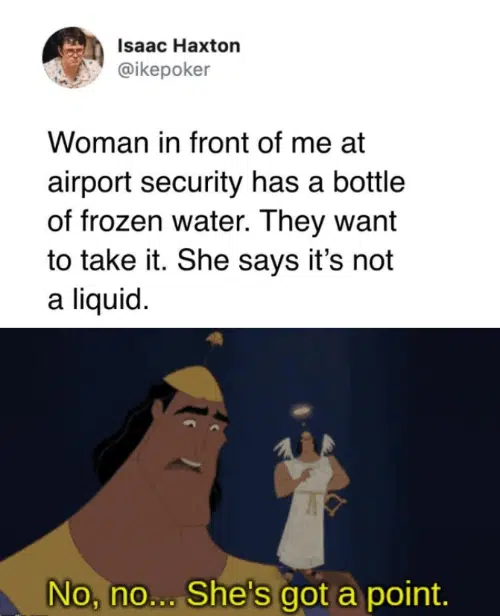 Isaac Haxton
@ikepoker
Woman in front of me at
airport security has a bottle
of frozen water. They want
to take it. She says it’s not
a liquid.
No, no... She's got a point.